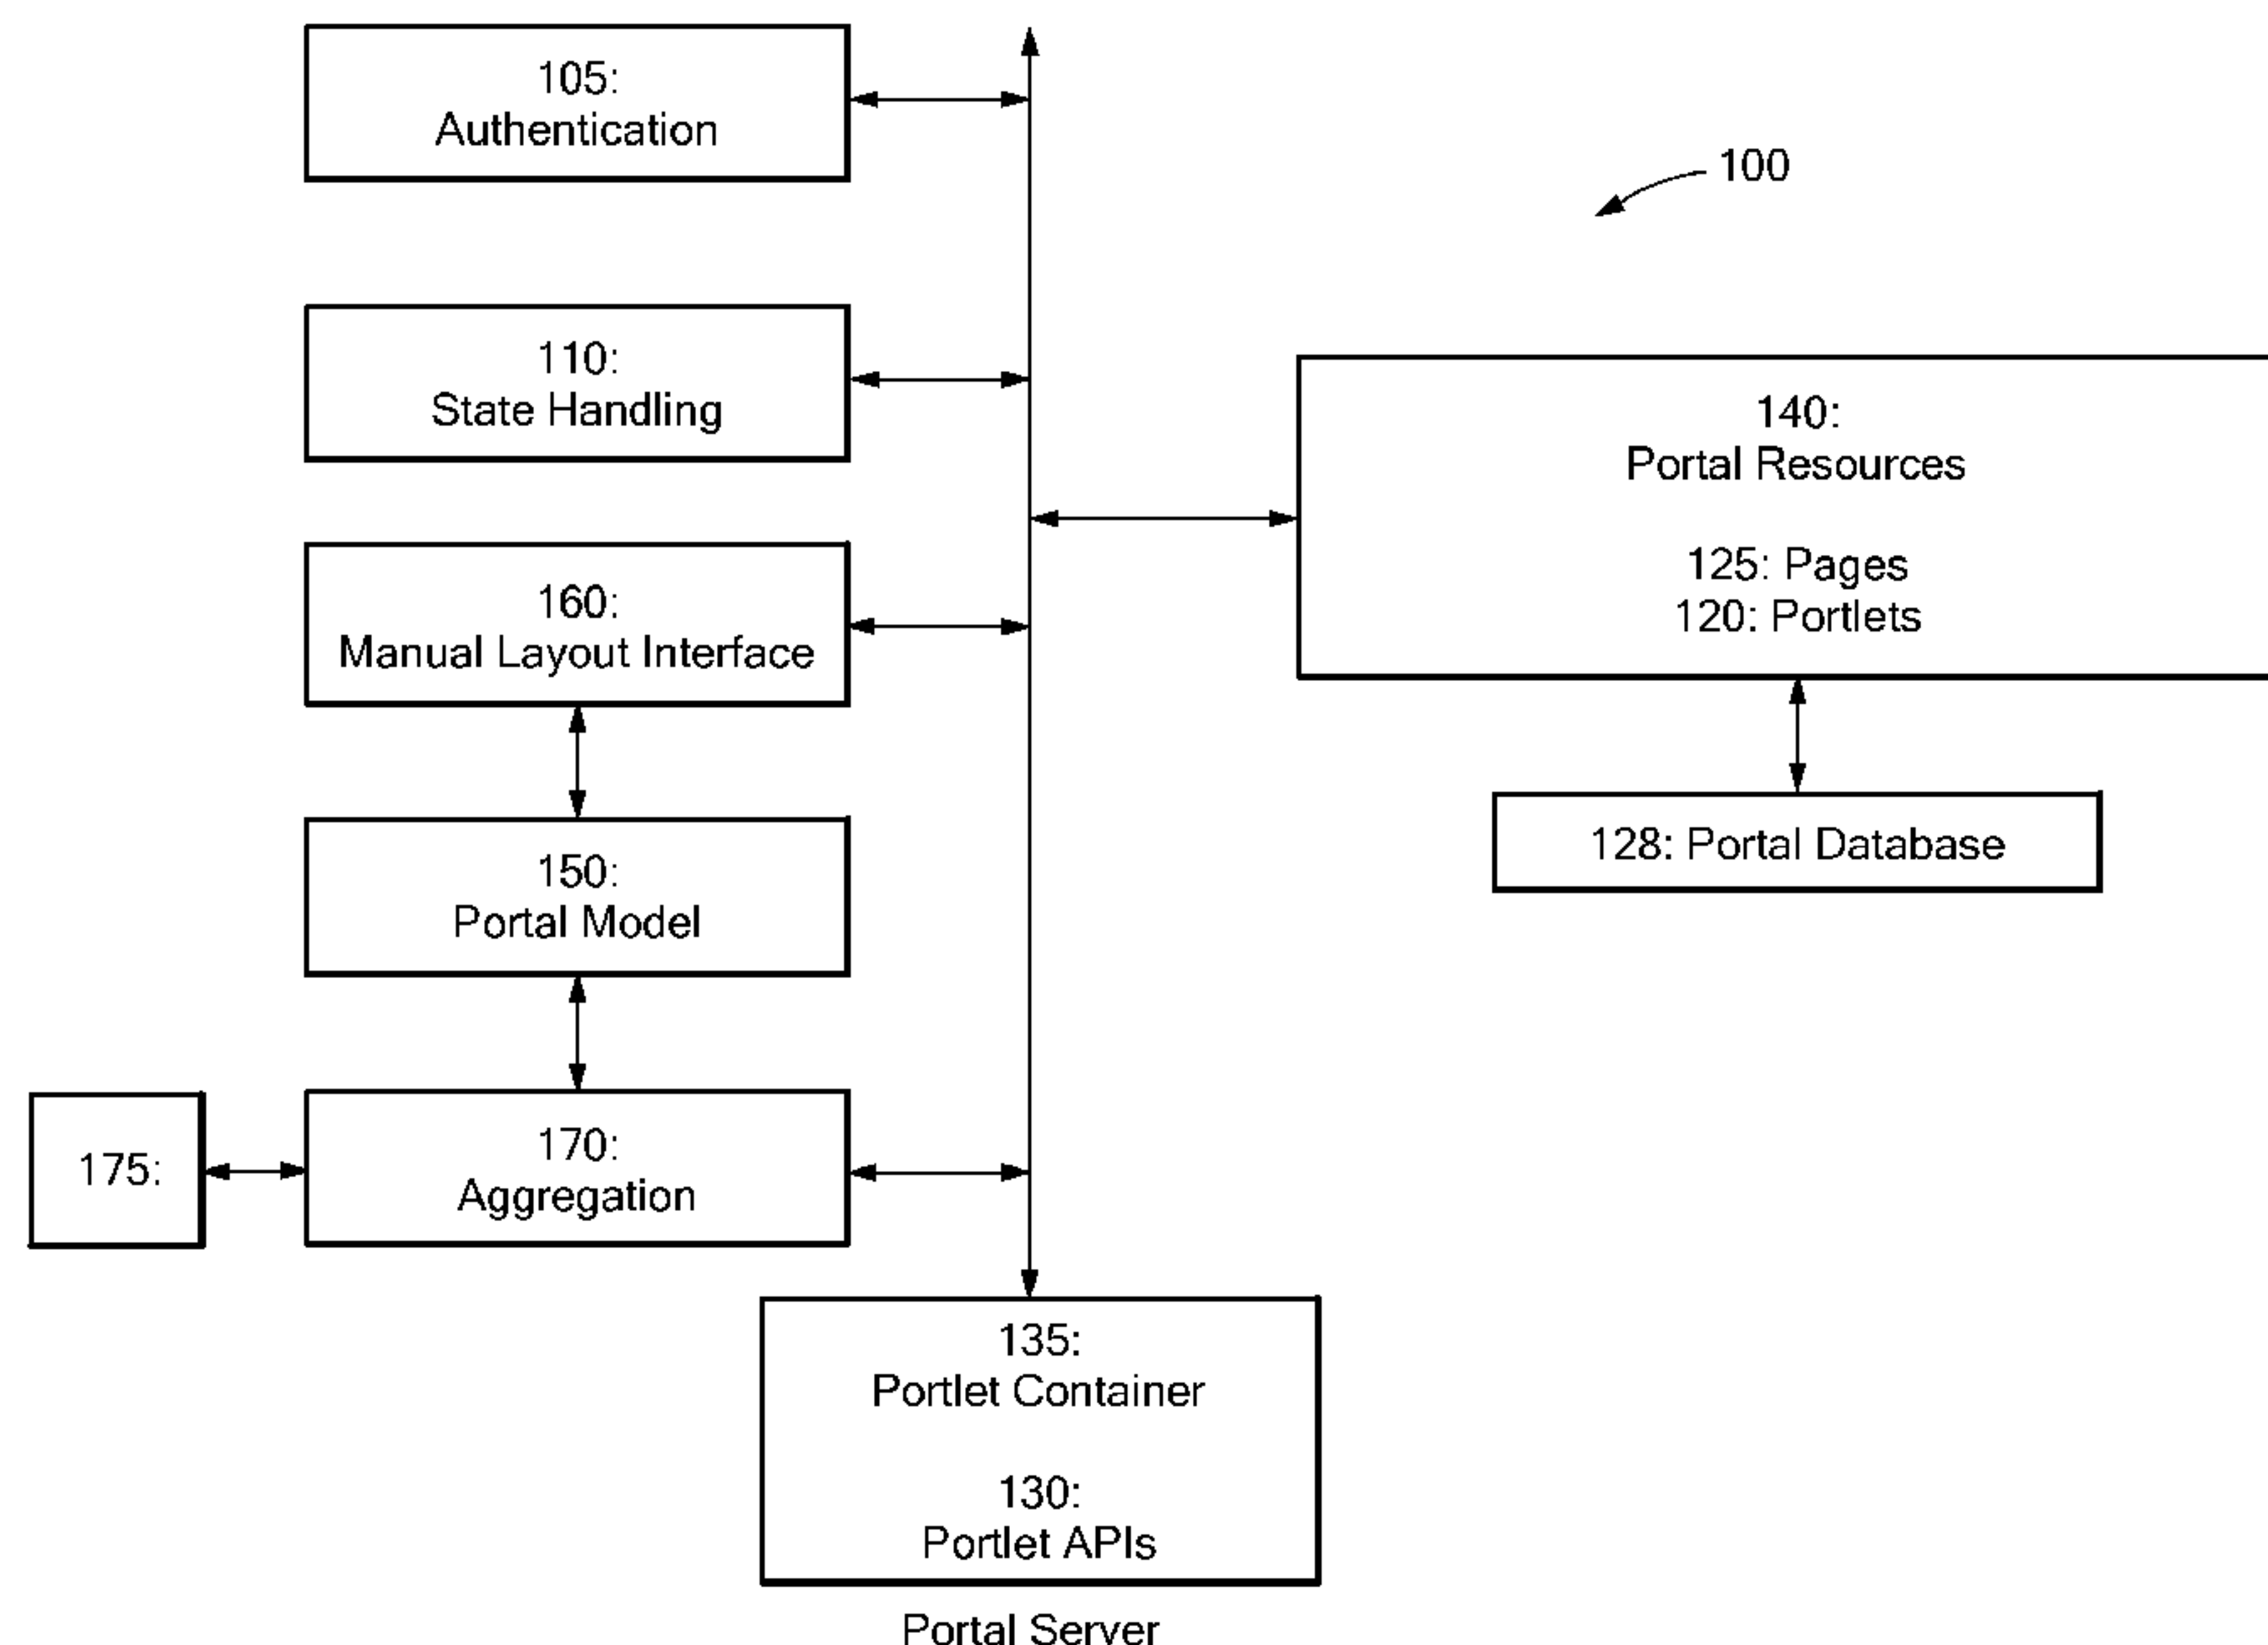 105:
Authentication
100
110:
State Handling
140:
Portal Resources
125: Pages
120: Portlets
160:
Manual Layout Interface
128: Portal Database
150:
Portal Model
175:
170:
Aggregation
135:
Portlet Container
130:
Portlet APIs
Portal Server